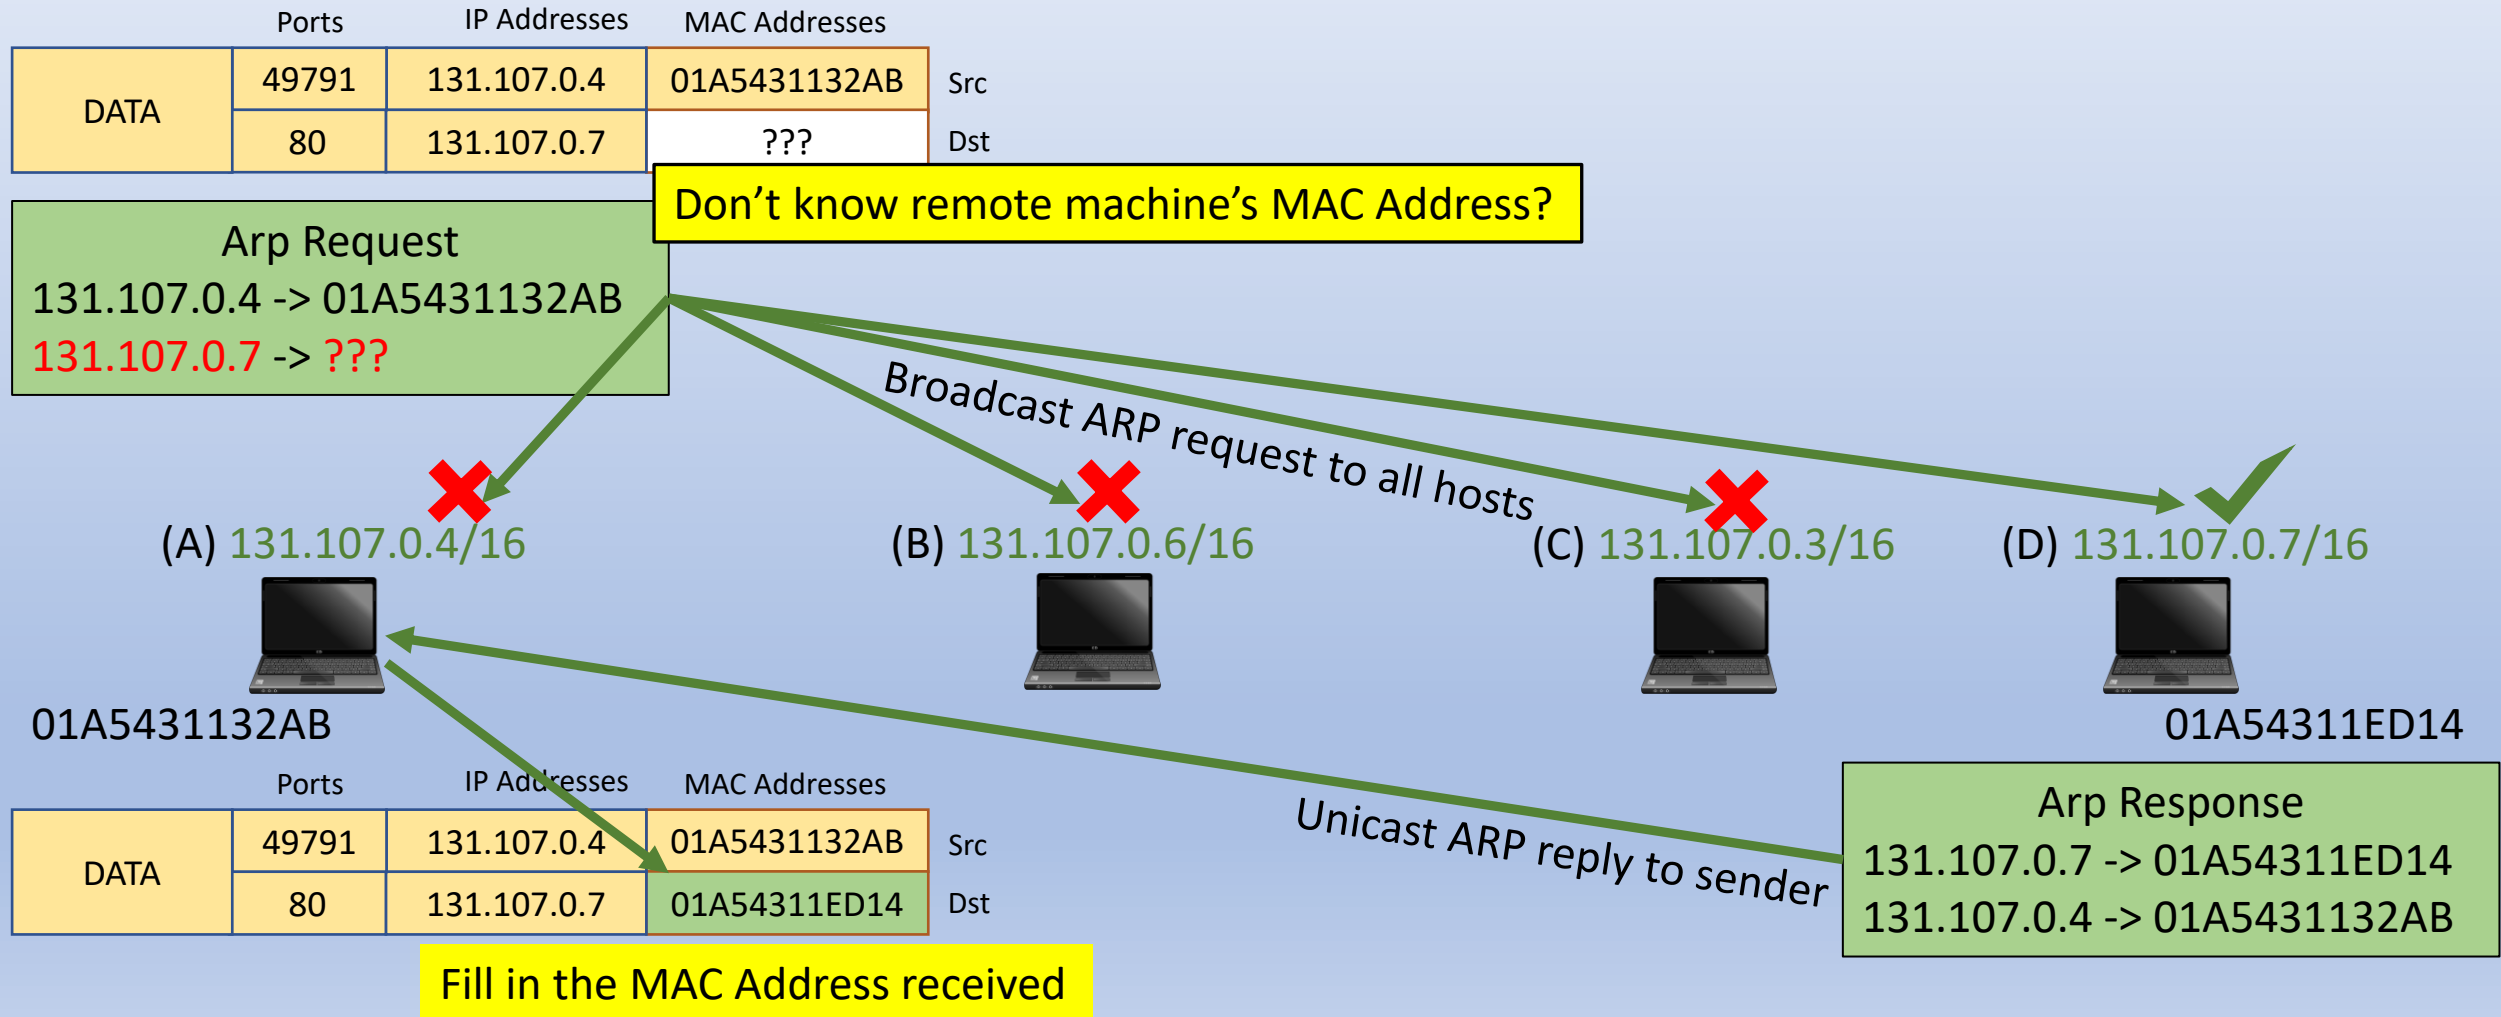 Ports IP Addresses MAC Addresses
DATA 49791 131.107.0.4 01A5431132AB Src
80 131.107.0.7 ??? Dst
Don’t know remote machine’s MAC Address?
Arp Request
131.107.0.4 -> 01A5431132AB
131.107.0.7 -> ???
Broadcast ARP request to all hosts
(A) 131.107.0.4/16 (B) 131.107.0.6/16 (C) 131.107.0.3/16 (D) 131.107.0.7/16
01A5431132AB 01A54311ED14
Ports IP Addresses MAC Addresses
DATA 49791 131.107.0.4 01A5431132AB Src
80 131.107.0.7 01A54311ED14 Dst
Unicast ARP reply to sender
Arp Response
131.107.0.7 -> 01A54311ED14
131.107.0.4 -> 01A5431132AB
Fill in the MAC Address received